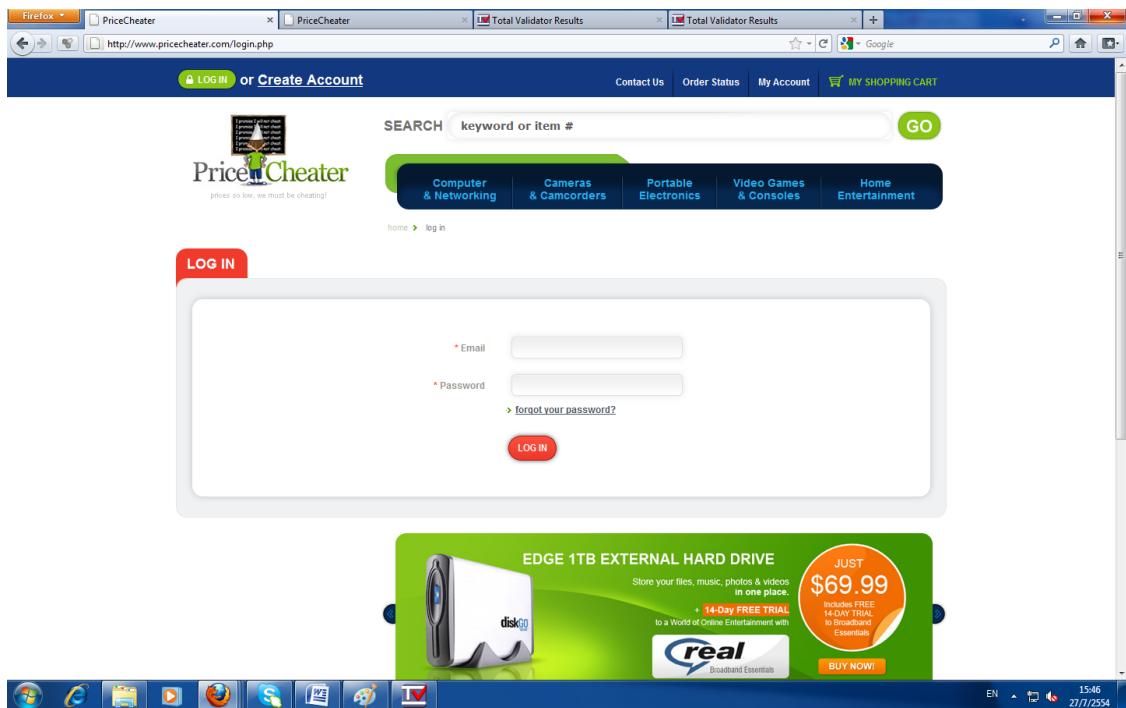 Firefox
PriceCheater
PriceCheater
Total Validator Results
Total Validator Results
http://www.pricecheater.com/login.php
Google
LOG IN or Create Account
Contact Us Order Status My Account MY SHOPPING CART
SEARCH keyword or item # GO
PriceCheater
prices so low, we must be cheating!
Computer & Networking
Cameras & Camcorders
Portable Electronics
Video Games & Consoles
Home Entertainment
home > log in
LOG IN
* Email
* Password
> forgot your password?
LOG IN
EDGE 1TB EXTERNAL HARD DRIVE
Store your files, music, photos & videos
in one place.
+ 14-Day FREE TRIAL
to a World of Online Entertainment with
real
Broadband Essentials
diskGO
JUST
$69.99
Includes FREE
14-DAY TRIAL
to Broadband
Essentials
BUY NOW!
EN
15:46
27/7/2554